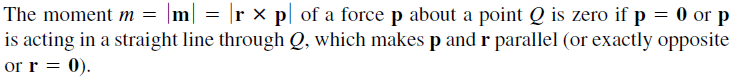 The moment m = |m| = |r × p| of a force p about a point Q is zero if p = 0 or p
is acting in a straight line through Q, which makes p and r parallel (or exactly opposite
or r = 0).